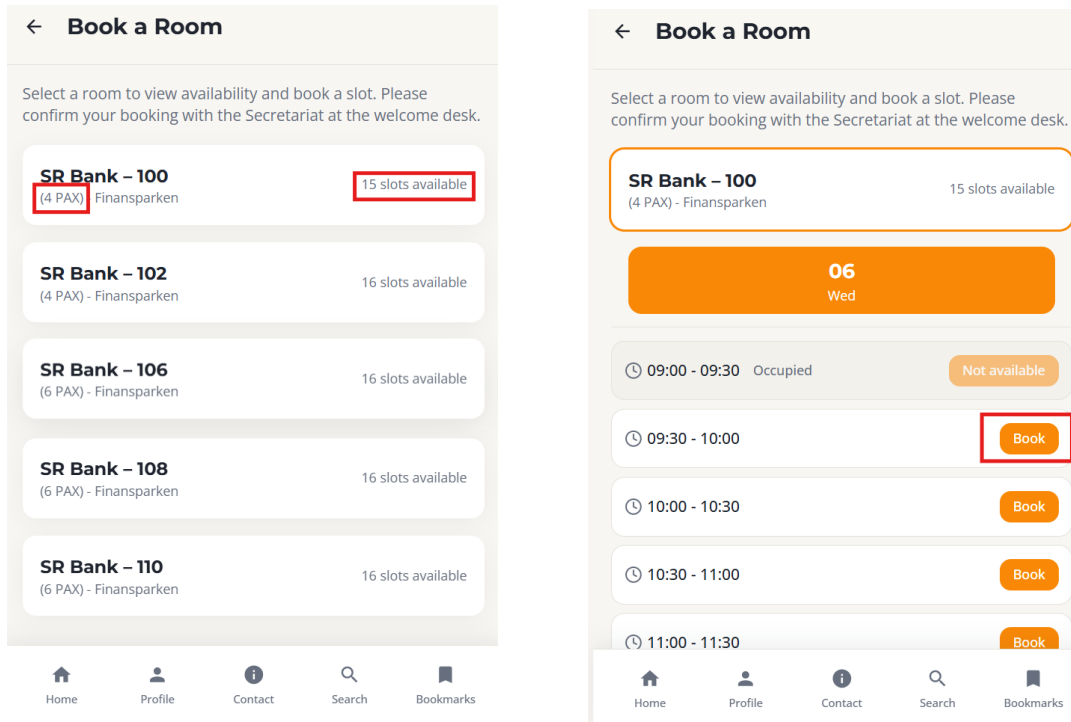 Book a Room
Select a room to view availability and book a slot. Please
confirm your booking with the Secretariat at the welcome desk.
SR Bank – 100
(4 PAX) - Finansparken
15 slots available
SR Bank – 102
(4 PAX) - Finansparken
16 slots available
SR Bank – 106
(6 PAX) - Finansparken
16 slots available
SR Bank – 108
(6 PAX) - Finansparken
16 slots available
SR Bank – 110
(6 PAX) - Finansparken
16 slots available
Home Profile Contact Search Bookmarks
Book a Room
Select a room to view availability and book a slot. Please
confirm your booking with the Secretariat at the welcome desk.
SR Bank – 100
(4 PAX) - Finansparken
15 slots available
06
Wed
09:00 - 09:30 Occupied Not available
09:30 - 10:00 Book
10:00 - 10:30 Book
10:30 - 11:00 Book
11:00 - 11:30 Book
Home Profile Contact Search Bookmarks